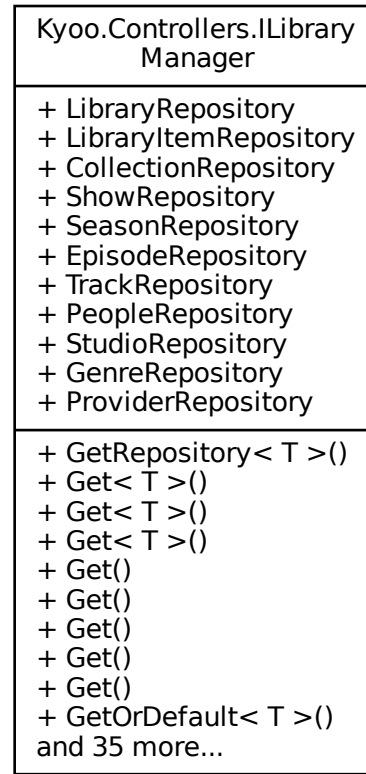 Kyoo.Controllers.ILibrary
Manager
+ LibraryRepository
+ LibraryItemRepository
+ CollectionRepository
+ ShowRepository
+ SeasonRepository
+ EpisodeRepository
+ TrackRepository
+ PeopleRepository
+ StudioRepository
+ GenreRepository
+ ProviderRepository
+ GetRepository< T >()
+ Get< T >()
+ Get< T >()
+ Get< T >()
+ Get()
+ Get()
+ Get()
+ Get()
+ Get()
+ GetOrDefault< T >()
and 35 more...